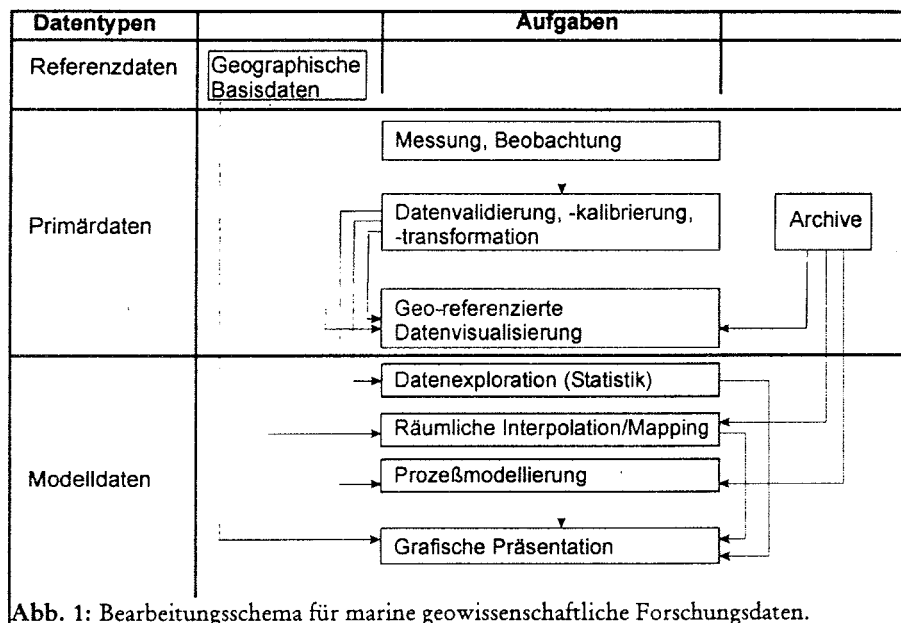 Datentypen
Aufgaben
Referenzdaten
Geographische
Basisdaten
Messung, Beobachtung
Primärdaten
Datenvalidierung, -kalibrierung,
-transformation
Archive
Geo-referenzierte
Datenvisualisierung
Datenexploration (Statistik)
Räumliche Interpolation/Mapping
Modelldaten
Prozeßmodellierung
Grafische Präsentation
Abb. 1: Bearbeitungsschema für marine geowissenschaftliche Forschungsdaten.